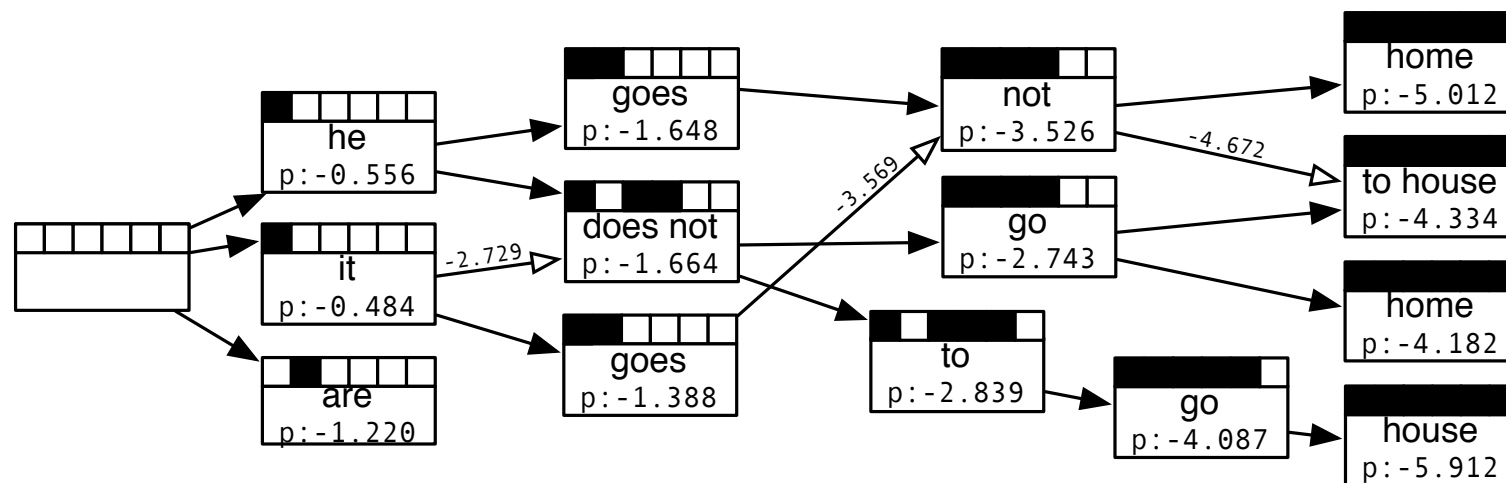 he
p:-0.556
it
p:-0.484
are
p:-1.220
goes
p:-1.648
-2.729
does not
p:-1.664
goes
p:-1.388
-3.569
not
p:-3.526
go
p:-2.743
to
p:-2.839
go
p:-4.087
-4.672
home
p:-5.012
to house
p:-4.334
home
p:-4.182
house
p:-5.912